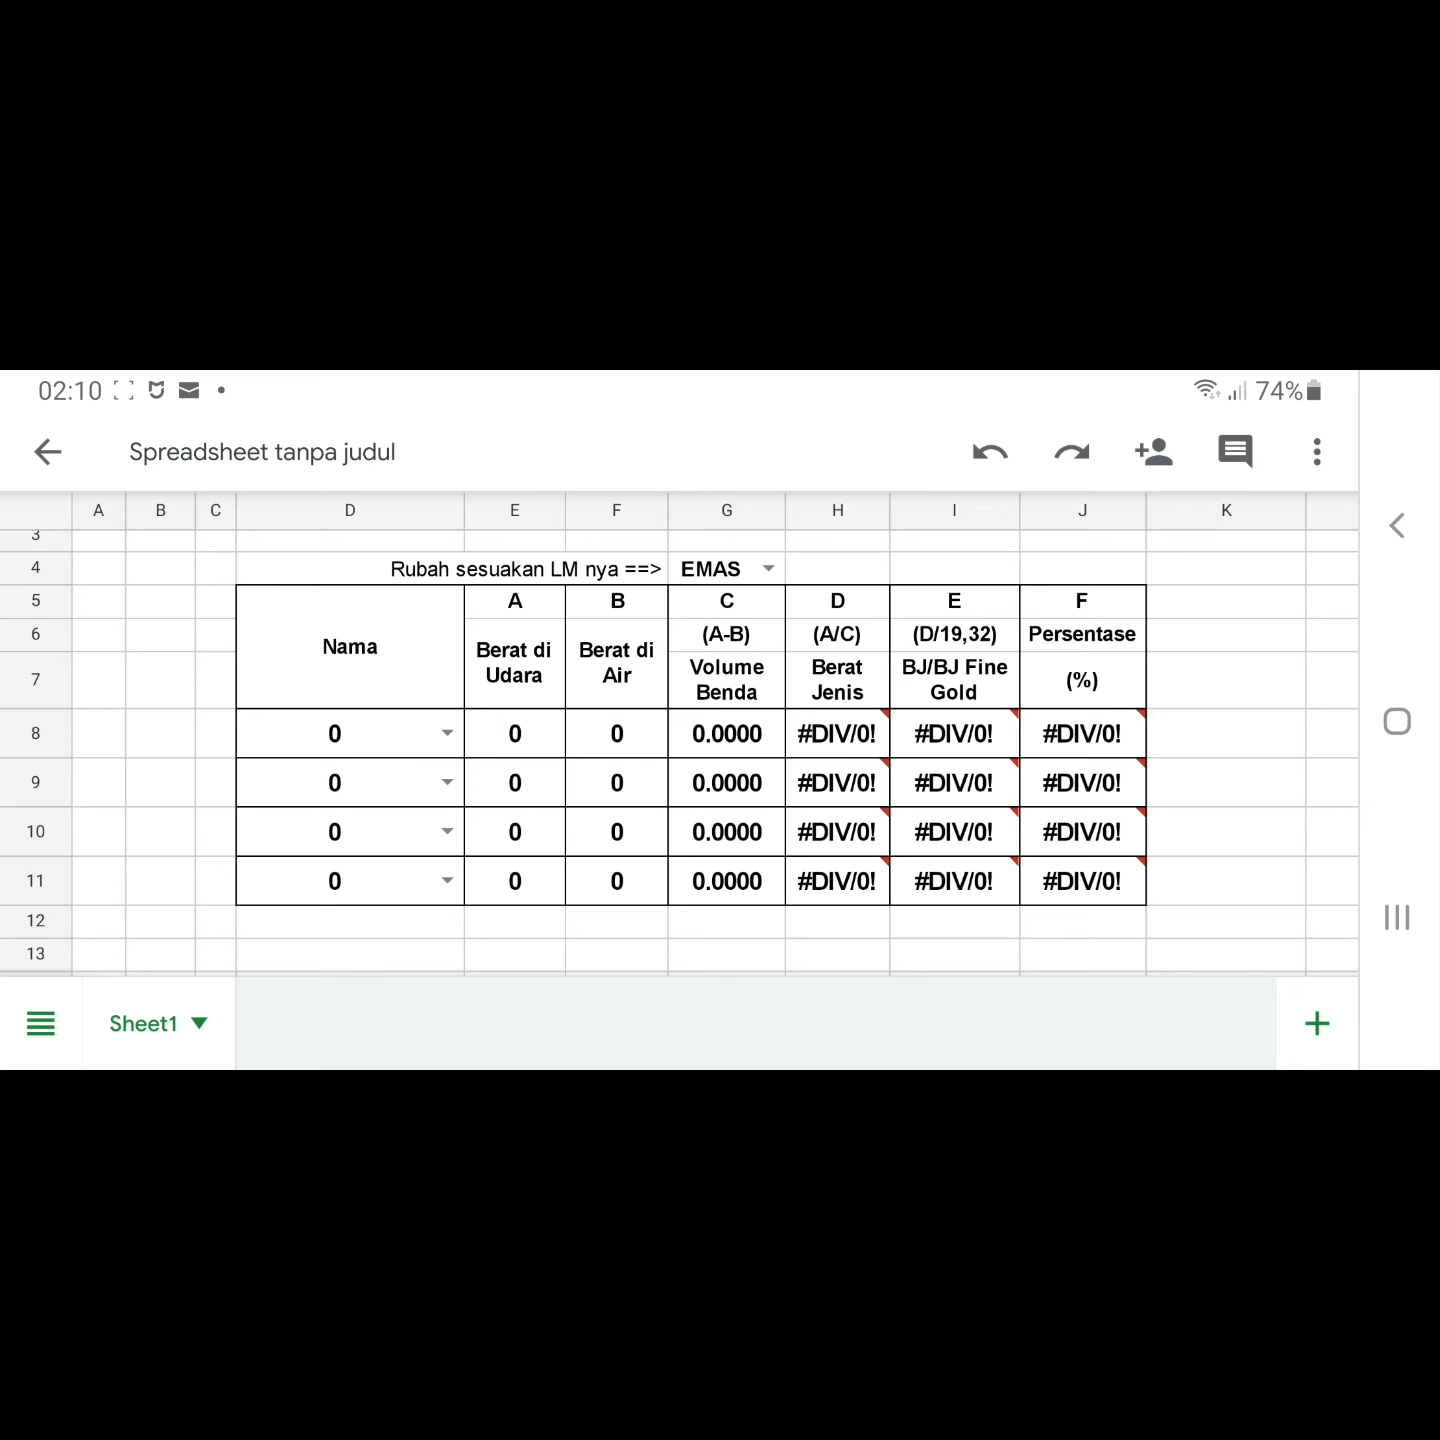 02:10 74%
Spreadsheet tanpa judul
A B C D E F G H I J K
3
4 Rubah sesuakan LM nya ==> EMAS
5 A B C D E F
6 (A-B) (A/C) (D/19,32) Persentase
Nama
Berat di Udara
Berat di Air
7 Volume Benda
Berat Jenis
BJ/BJ Fine Gold
(%)
8 0 0 0 0.0000 #DIV/0! #DIV/0! #DIV/0!
9 0 0 0 0.0000 #DIV/0! #DIV/0! #DIV/0!
10 0 0 0 0.0000 #DIV/0! #DIV/0! #DIV/0!
11 0 0 0 0.0000 #DIV/0! #DIV/0! #DIV/0!
12
13
Sheet1